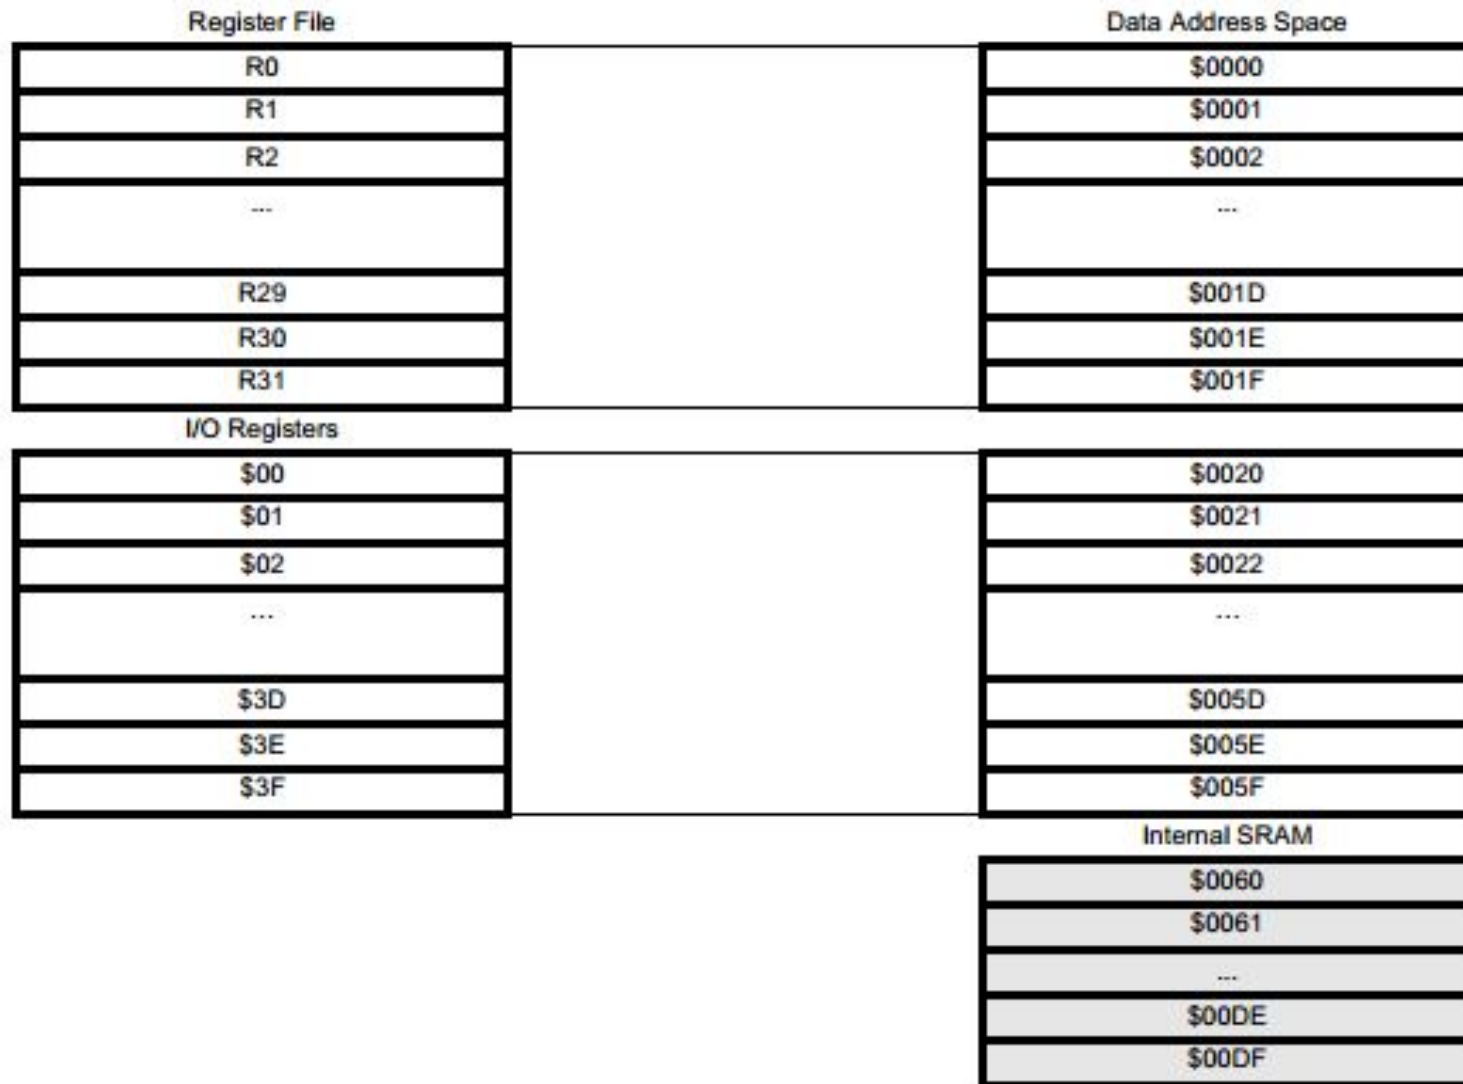 Register File Data Address Space
R0 $0000
R1 $0001
R2 $0002
... ...
R29 $001D
R30 $001E
R31 $001F
I/O Registers
$00 $0020
$01 $0021
$02 $0022
... ...
$3D $005D
$3E $005E
$3F $005F
Internal SRAM
$0060
$0061
...
$00DE
$00DF